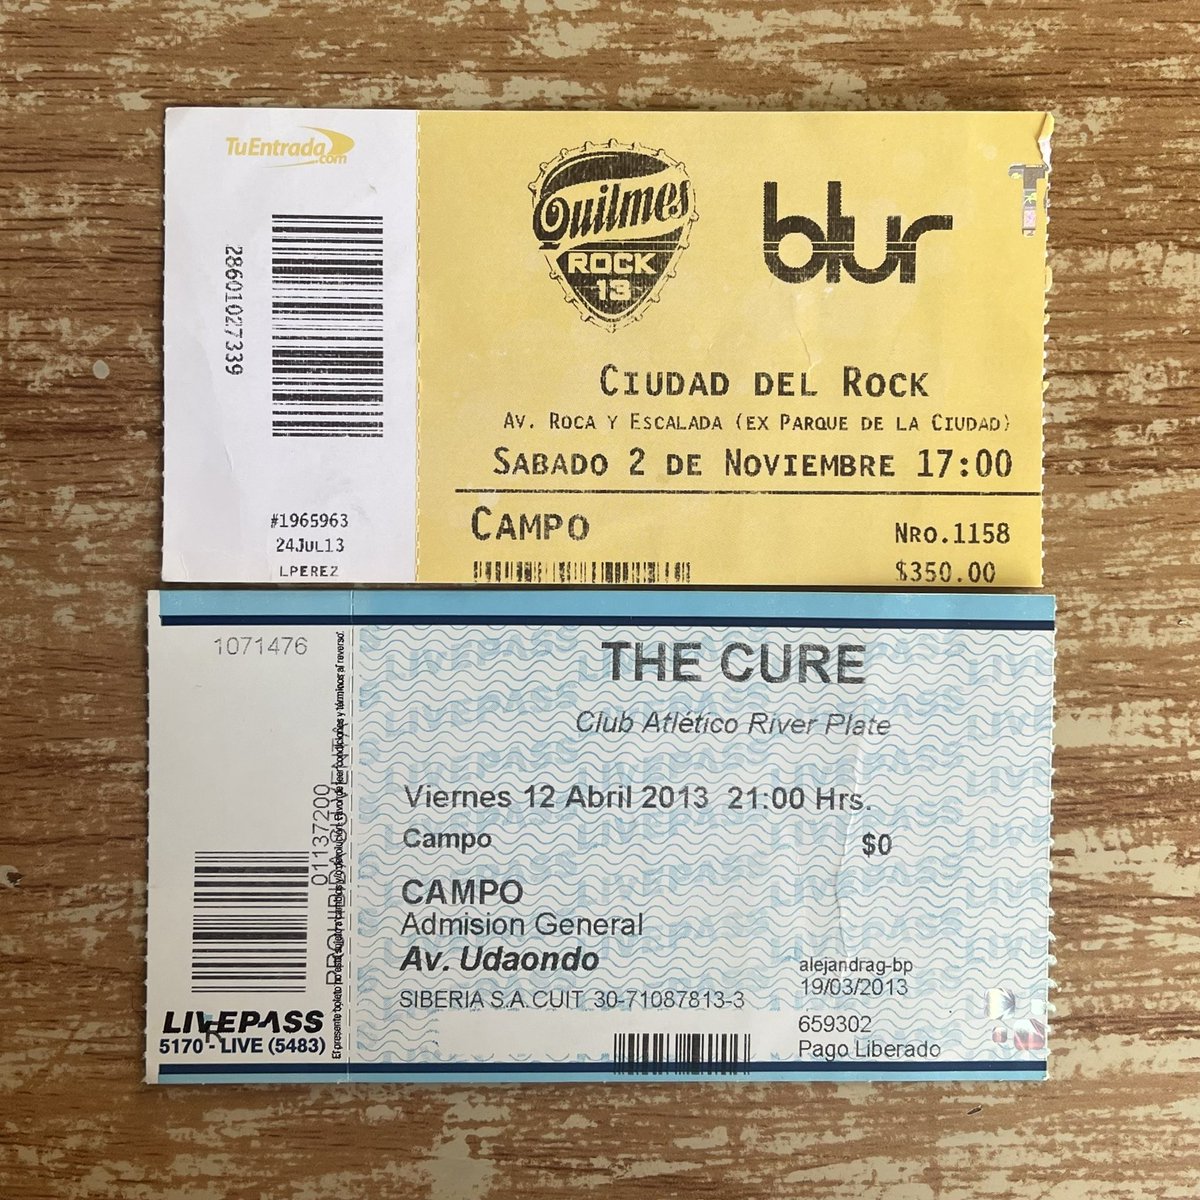 TuEntrada
.com
28601027339
#1965963
24JUL13
LPEREZ
Quilmes
ROCK
13
blur
CIUDAD DEL ROCK
AV. ROCA Y ESCALADA (EX PARQUE DE LA CIUDAD)
SABADO 2 DE NOVIEMBRE 17:00
CAMPO
NRO.1158
$350.00
1071476
01137200
PROHIBIDA SU VENTA
LIVEPASS
5170 - LIVE (5483)
THE CURE
Club Atlético River Plate
Viernes 12 Abril 2013 21:00 Hrs.
Campo
$0
CAMPO
Admision General
Av. Udaondo
SIBERIA S.A.CUIT 30-71087813-3
alejandrag-bp
19/03/2013
659302
Pago Liberado